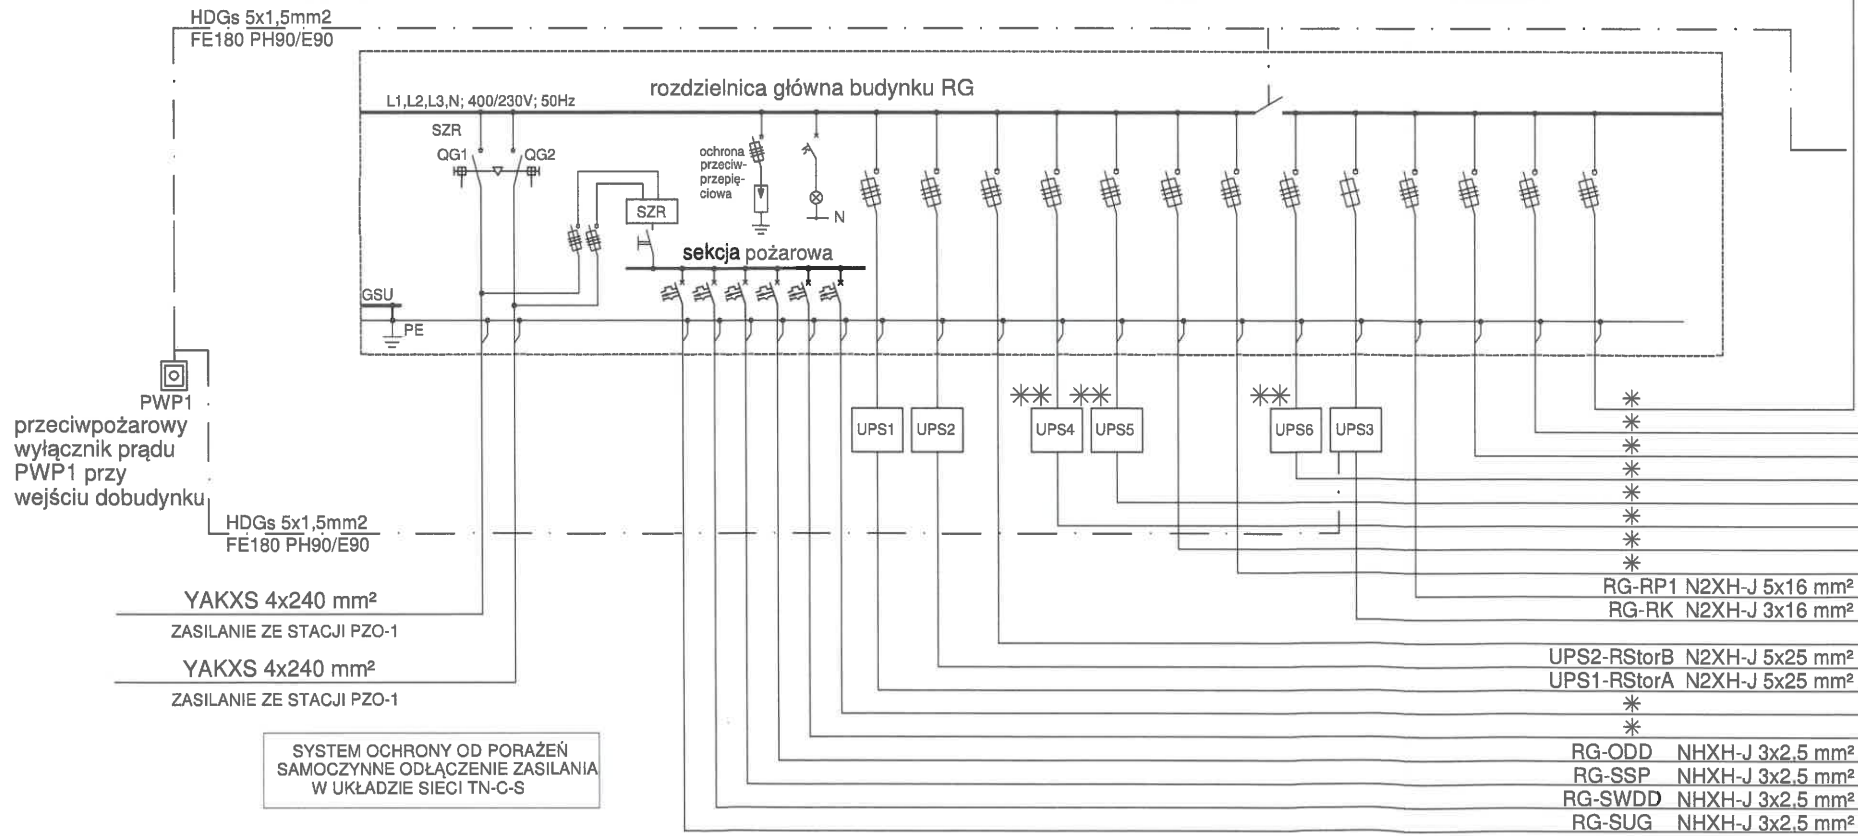 HDGs 5x1,5mm2
FE180 PH90/E90
rozdzielnica główna budynku RG
L1,L2,L3,N; 400/230V; 50Hz
SZR
QG1
QG2
ochrona
przeciw-
przepię-
ciowa
SZR
N
sekcja pożarowa
GSU
PE
PWP1
przeciwpożarowy
wyłącznik prądu
PWP1 przy
wejściu dobudynku
UPS1
UPS2
UPS4
UPS5
UPS6
UPS3
HDGs 5x1,5mm2
FE180 PH90/E90
YAKXS 4x240 mm²
ZASILANIE ZE STACJI PZO-1
YAKXS 4x240 mm²
ZASILANIE ZE STACJI PZO-1
RG-RP1 N2XH-J 5x16 mm²
RG-RK N2XH-J 3x16 mm²
UPS2-RStorB N2XH-J 5x25 mm²
UPS1-RStorA N2XH-J 5x25 mm²
RG-ODD NHXH-J 3x2,5 mm²
RG-SSP NHXH-J 3x2,5 mm²
RG-SWDD NHXH-J 3x2,5 mm²
RG-SUG NHXH-J 3x2,5 mm²
SYSTEM OCHRONY OD PORAŻEŃ
SAMOCZYNNE ODŁĄCZENIE ZASILANIA
W UKŁADZIE SIECI TN-C-S